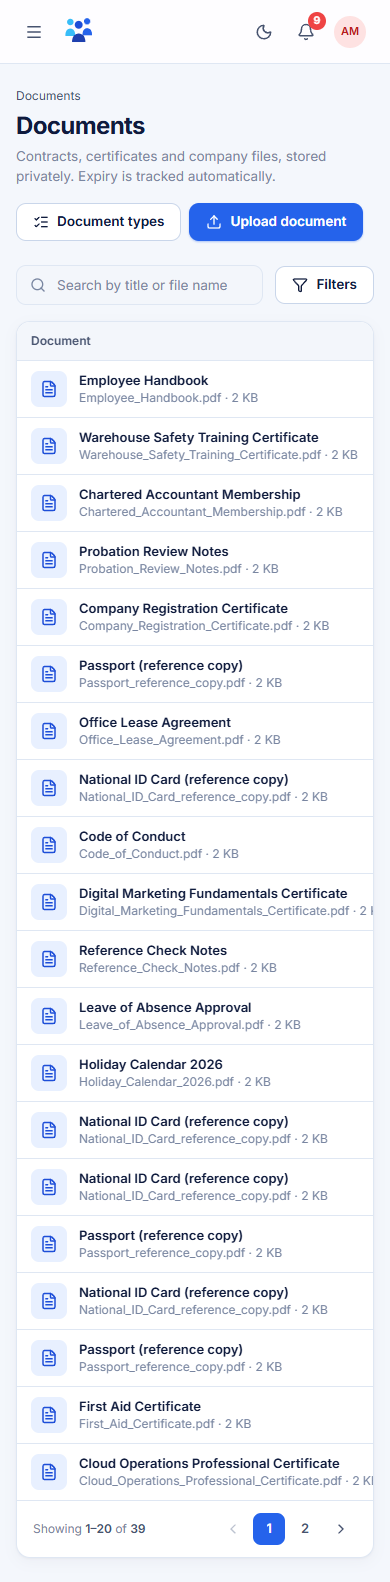 9
AM
Documents
Documents
Contracts, certificates and company files, stored
privately. Expiry is tracked automatically.
Document types
Upload document
Search by title or file name
Filters
Document
Employee Handbook
Employee_Handbook.pdf · 2 KB
Warehouse Safety Training Certificate
Warehouse_Safety_Training_Certificate.pdf · 2 KB
Chartered Accountant Membership
Chartered_Accountant_Membership.pdf · 2 KB
Probation Review Notes
Probation_Review_Notes.pdf · 2 KB
Company Registration Certificate
Company_Registration_Certificate.pdf · 2 KB
Passport (reference copy)
Passport_reference_copy.pdf · 2 KB
Office Lease Agreement
Office_Lease_Agreement.pdf · 2 KB
National ID Card (reference copy)
National_ID_Card_reference_copy.pdf · 2 KB
Code of Conduct
Code_of_Conduct.pdf · 2 KB
Digital Marketing Fundamentals Certificate
Digital_Marketing_Fundamentals_Certificate.pdf · 2
Reference Check Notes
Reference_Check_Notes.pdf · 2 KB
Leave of Absence Approval
Leave_of_Absence_Approval.pdf · 2 KB
Holiday Calendar 2026
Holiday_Calendar_2026.pdf · 2 KB
National ID Card (reference copy)
National_ID_Card_reference_copy.pdf · 2 KB
National ID Card (reference copy)
National_ID_Card_reference_copy.pdf · 2 KB
Passport (reference copy)
Passport_reference_copy.pdf · 2 KB
National ID Card (reference copy)
National_ID_Card_reference_copy.pdf · 2 KB
Passport (reference copy)
Passport_reference_copy.pdf · 2 KB
First Aid Certificate
First_Aid_Certificate.pdf · 2 KB
Cloud Operations Professional Certificate
Cloud_Operations_Professional_Certificate.pdf · 2 K
Showing 1–20 of 39
1
2